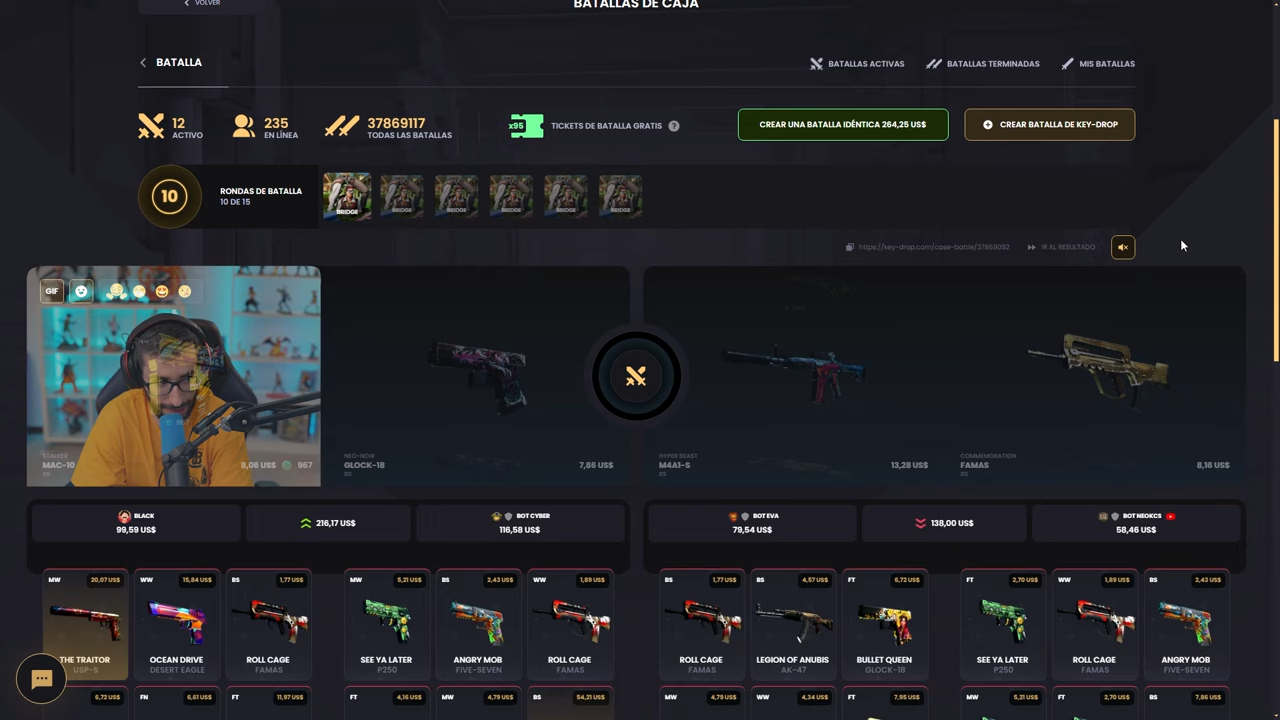 BATALLAS DE CAJA
VOLVER
BATALLA
BATALLAS ACTIVAS
BATALLAS TERMINADAS
MIS BATALLAS
12
ACTIVO
235
EN LÍNEA
37869117
TODAS LAS BATALLAS
x95
TICKETS DE BATALLA GRATIS ?
CREAR UNA BATALLA IDÉNTICA 264,25 US$
CREAR BATALLA DE KEY-DROP
10
RONDAS DE BATALLA
10 DE 15
BRIDGE
BRIDGE
BRIDGE
BRIDGE
BRIDGE
BRIDGE
https://key-drop.com/case-battle/37869092
IR AL RESULTADO
GIF
967
STALKER
MAC-10
BS
8,06 US$
967
NEO-NOIR
GLOCK-18
BS
7,86 US$
HYPER BEAST
M4A1-S
BS
13,28 US$
COMMEMORATION
FAMAS
BS
8,16 US$
BLACK
99,59 US$
216,17 US$
BOT CYBER
116,58 US$
BOT EVA
79,54 US$
138,00 US$
BOT NEOKCS
58,46 US$
MW 20,07 US$
THE TRAITOR
USP-S
WW 15,84 US$
OCEAN DRIVE
DESERT EAGLE
BS 1,77 US$
ROLL CAGE
FAMAS
MW 5,21 US$
SEE YA LATER
P250
BS 2,43 US$
ANGRY MOB
FIVE-SEVEN
WW 1,89 US$
ROLL CAGE
FAMAS
BS 1,77 US$
ROLL CAGE
FAMAS
BS 4,57 US$
LEGION OF ANUBIS
AK-47
FT 6,72 US$
BULLET QUEEN
GLOCK-18
FT 2,70 US$
SEE YA LATER
P250
WW 1,89 US$
ROLL CAGE
FAMAS
BS 2,43 US$
ANGRY MOB
FIVE-SEVEN
6,72 US$
FN 6,61 US$
FT 11,97 US$
FT 4,16 US$
MW 4,79 US$
BS 54,21 US$
MW 4,79 US$
WW 4,34 US$
FT 7,95 US$
MW 5,21 US$
FT 2,70 US$
BS 7,86 US$